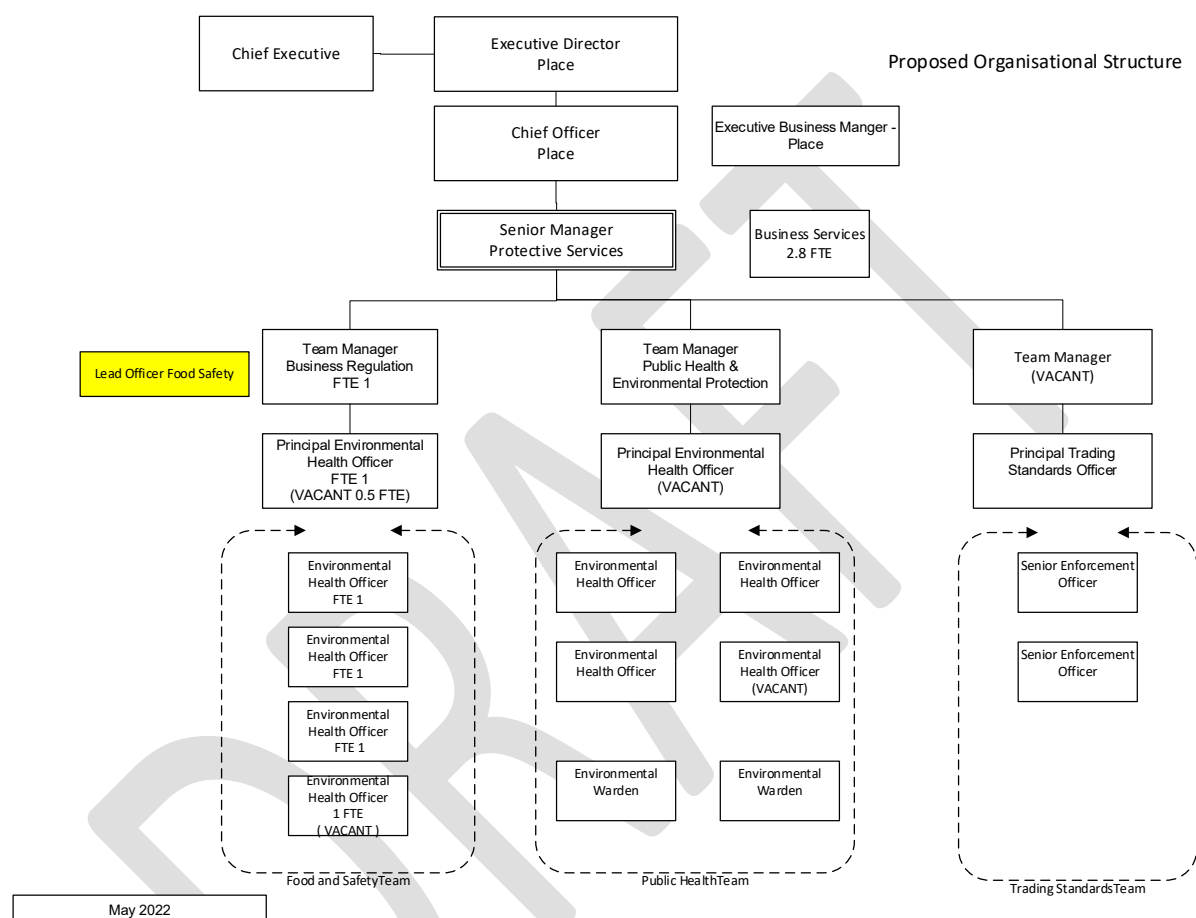 Chief Executive
Executive Director
Place
Proposed Organisational Structure
Chief Officer
Place
Executive Business Manger -
Place
Senior Manager
Protective Services
Business Services
2.8 FTE
Lead Officer Food Safety
Team Manager
Business Regulation
FTE 1
Team Manager
Public Health &
Environmental Protection
Team Manager
(VACANT)
Principal Environmental
Health Officer
FTE 1
(VACANT 0.5 FTE)
Principal Environmental
Health Officer
(VACANT)
Principal Trading
Standards Officer
Environmental
Health Officer
FTE 1
Environmental
Health Officer
FTE 1
Environmental
Health Officer
FTE 1
Environmental
Health Officer
1 FTE
( VACANT )
Food and SafetyTeam
Environmental
Health Officer
Environmental
Health Officer
Environmental
Health Officer
Environmental
Health Officer
(VACANT)
Environmental
Warden
Environmental
Warden
Public HealthTeam
Senior Enforcement
Officer
Senior Enforcement
Officer
Trading StandardsTeam
May 2022
DRAFT